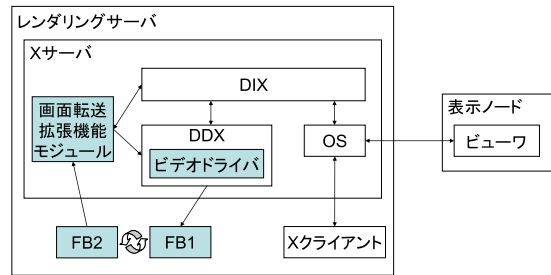 レンダリングサーバ
Xサーバ
画面転送
拡張機能
モジュール
DIX
DDX
ビデオドライバ
OS
表示ノード
ビューワ
FB2
FB1
Xクライアント